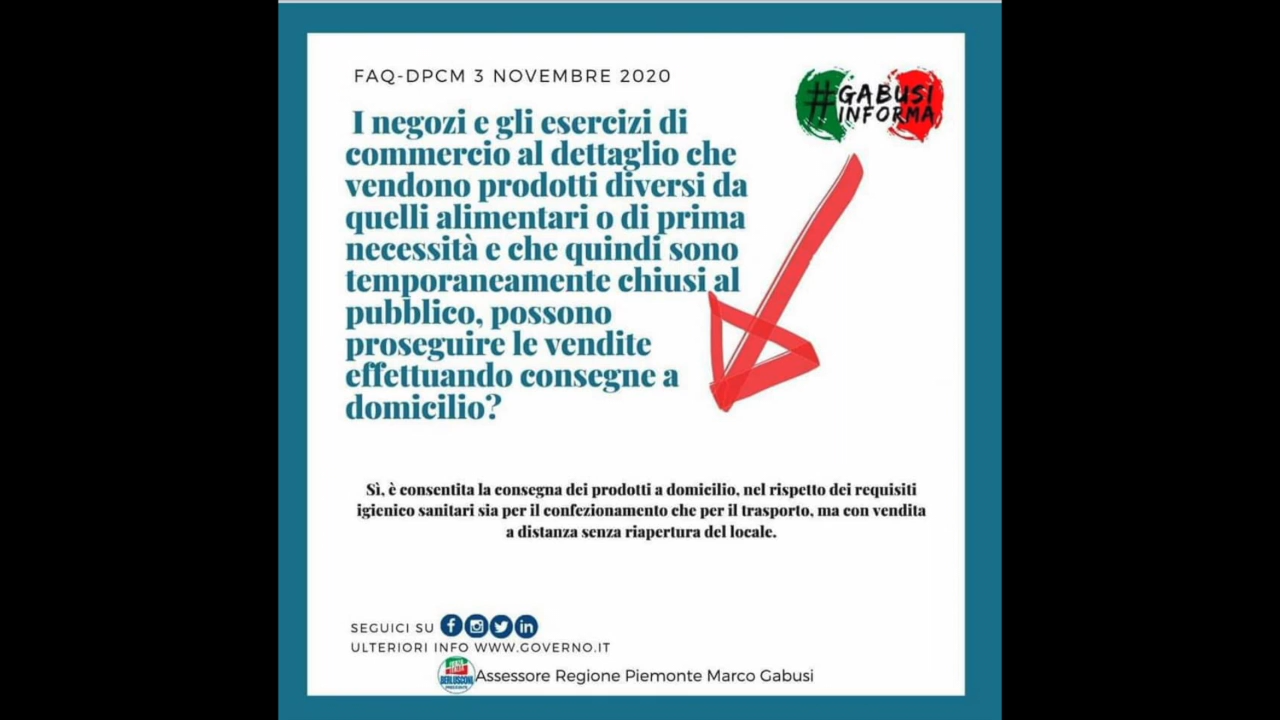 FAQ-DPCM 3 NOVEMBRE 2020
#GABUSI
INFORMA
I negozi e gli esercizi di
commercio al dettaglio che
vendono prodotti diversi da
quelli alimentari o di prima
necessità e che quindi sono
temporaneamente chiusi al
pubblico, possono
proseguire le vendite
effettuando consegne a
domicilio?
Sì, è consentita la consegna dei prodotti a domicilio, nel rispetto dei requisiti
igienico sanitari sia per il confezionamento che per il trasporto, ma con vendita
a distanza senza riapertura del locale.
SEGUICI SU
ULTERIORI INFO WWW.GOVERNO.IT
FORZA
ITALIA
BERLUSCONI
Assessore Regione Piemonte Marco Gabusi